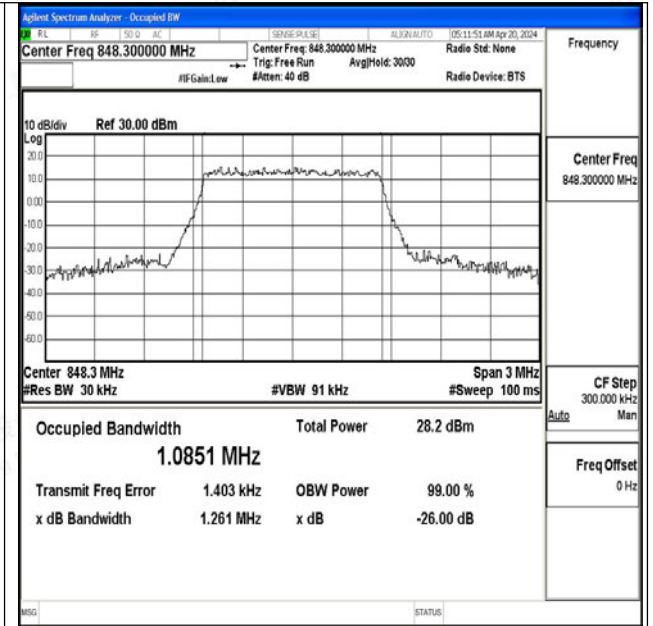 Agilent Spectrum Analyzer - Occupied BW
RL RF 50 Ω AC SENSE:PULSE ALIGN AUTO 05:11:51 AM Apr 20, 2024
Center Freq 848.300000 MHz
Center Freq: 848.300000 MHz Radio Std: None
Trig: Free Run Avg|Hold: 30/30
#IFGain:Low #Atten: 40 dB Radio Device: BTS
10 dB/div Ref 30.00 dBm
Log
20.0
10.0
0.00
-10.0
-20.0
-30.0
-40.0
-50.0
-60.0
Center 848.3 MHz Span 3 MHz
#Res BW 30 kHz #VBW 91 kHz #Sweep 100 ms
Occupied Bandwidth Total Power 28.2 dBm
1.0851 MHz
Transmit Freq Error 1.403 kHz OBW Power 99.00 %
x dB Bandwidth 1.261 MHz x dB -26.00 dB
MSG STATUS
Frequency
Center Freq
848.300000 MHz
CF Step
300.000 kHz
Auto Man
Freq Offset
0 Hz